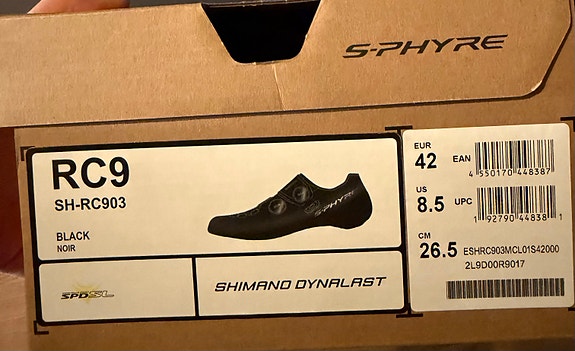 S-PHYRE
RC9
SH-RC903
S-PHYRE
BLACK
NOIR
SPD-SL
SHIMANO DYNALAST
EUR
42
EAN
4 550170 448387
US
8.5
UPC
1 92790 44838 1
CM
26.5
ESHRC903MCL01S42000
2L9D00R9017